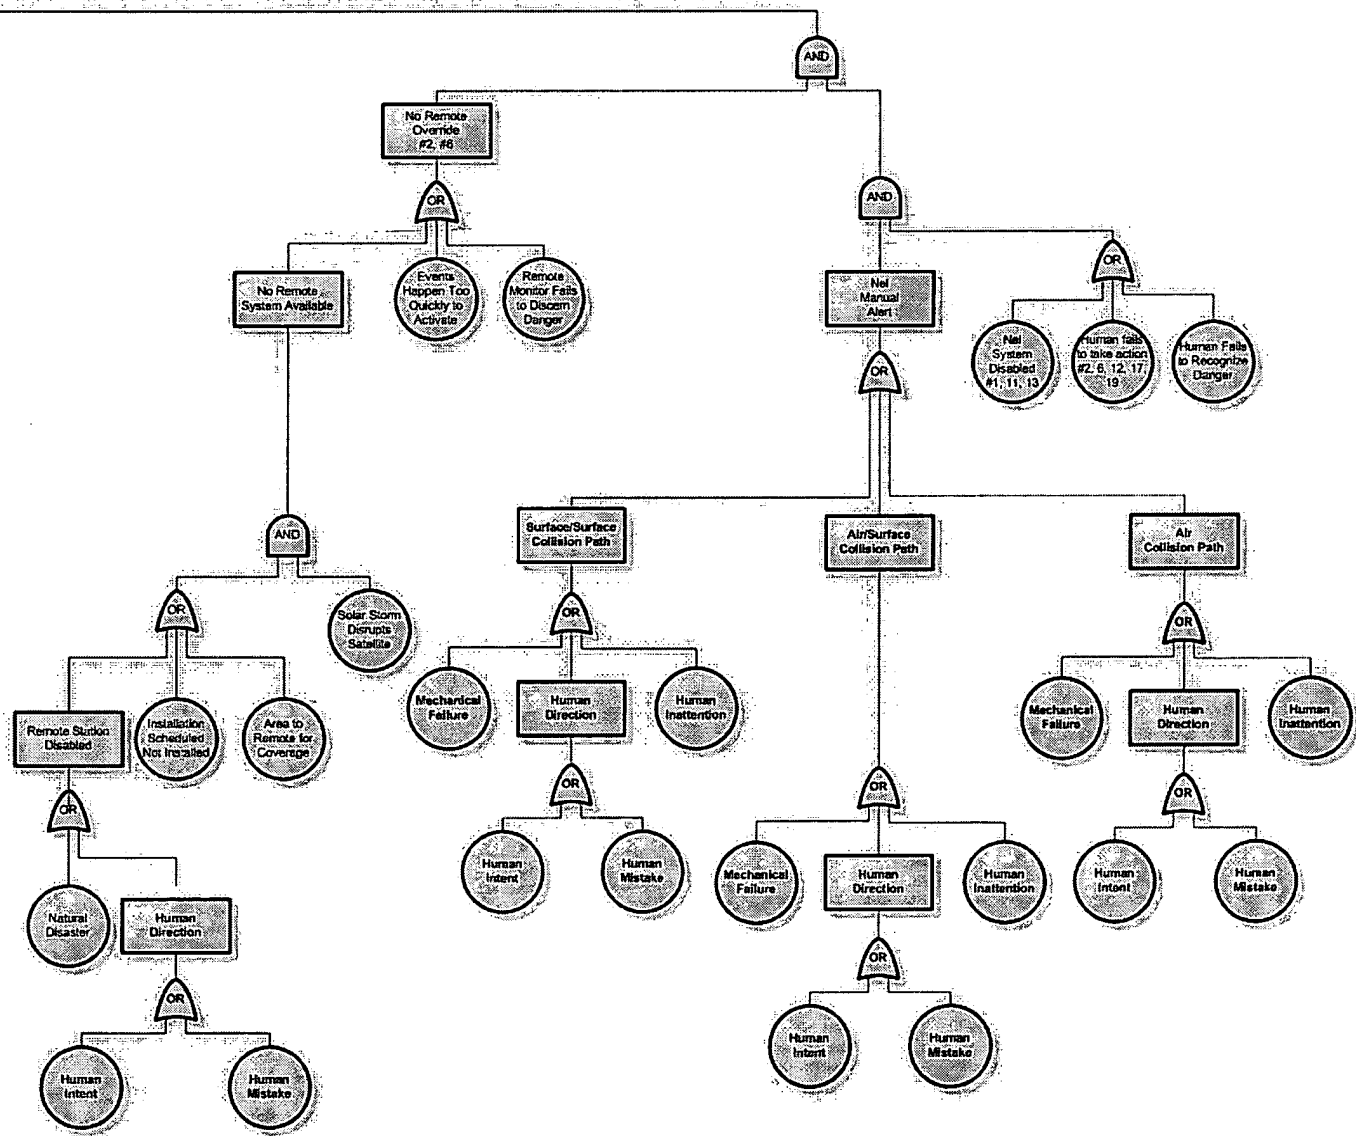 AND
No Remote
Override
#2, #6
OR
AND
No Remote
System Available
Events
Happen Too
Quickly to
Activate
Remote
Monitor Fails
to Discern
Danger
Nel
Manual
Alert
OR
Nel
System
Disabled
#1, 11, 13
Human fails
to take action
#2, 6, 12, 17,
19
Human Fails
to Recognize
Danger
OR
AND
Surface/Surface
Collision Path
Air/Surface
Collision Path
Air
Collision Path
OR
Solar Storm
Disrupts
Satellite
OR
OR
Remote Station
Disabled
Installation
Scheduled
Not Installed
Area to
Remote for
Coverage
Mechanical
Failure
Human
Direction
Human
Inattention
Mechanical
Failure
Human
Direction
Human
Inattention
OR
OR
OR
OR
Natural
Disaster
Human
Direction
Human
Intent
Human
Mistake
Mechanical
Failure
Human
Direction
Human
Inattention
Human
Intent
Human
Mistake
OR
OR
Human
Intent
Human
Mistake
Human
Intent
Human
Mistake